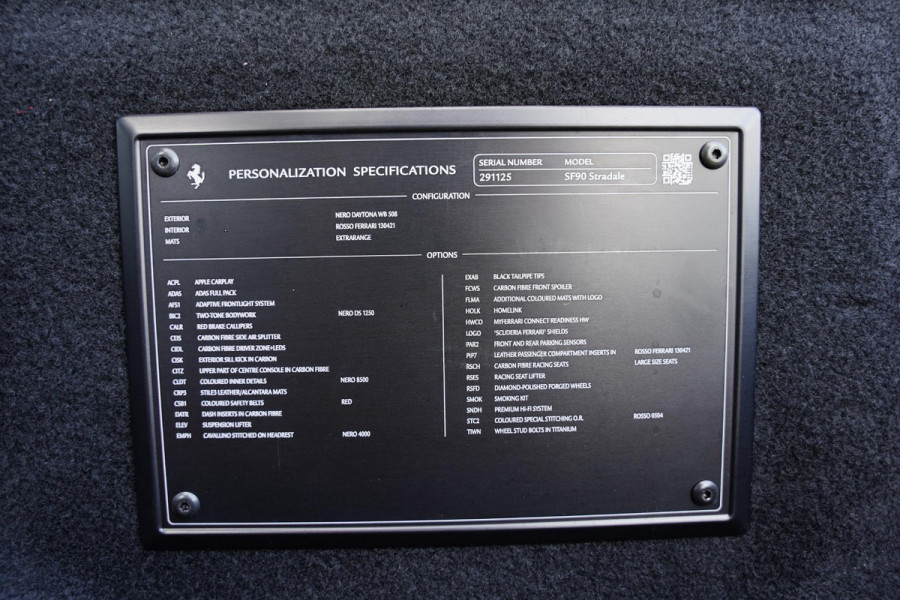 PERSONALIZATION SPECIFICATIONS
SERIAL NUMBER MODEL
291125 SF90 Stradale
CONFIGURATION
EXTERIOR NERO DAYTONA WB 508
INTERIOR ROSSO FERRARI 130421
MATS EXTRARANGE
OPTIONS
ACPL APPLE CARPLAY
ADAS ADAS FULL PACK
AFS1 ADAPTIVE FRONTLIGHT SYSTEM
BIC2 TWO-TONE BODYWORK NERO DS 1250
CALR RED BRAKE CALLIPERS
CEIS CARBON FIBRE SIDE AIR SPLITTER
CIDL CARBON FIBRE DRIVER ZONE+LEDS
CISK EXTERIOR SILL KICK IN CARBON
CITZ UPPER PART OF CENTRE CONSOLE IN CARBON FIBRE
CLDT COLOURED INNER DETAILS NERO 8500
CRP3 STILE3 LEATHER/ALCANTARA MATS
CSB1 COLOURED SAFETY BELTS RED
DATR DASH INSERTS IN CARBON FIBRE
ELEV SUSPENSION LIFTER
EMPH CAVALLINO STITCHED ON HEADREST NERO 4000
EXAB BLACK TAILPIPE TIPS
FCWS CARBON FIBRE FRONT SPOILER
FLMA ADDITIONAL COLOURED MATS WITH LOGO
HOLK HOMELINK
HWCO MYFERRARI CONNECT READINESS HW
LOGO "SCUDERIA FERRARI" SHIELDS
PAR2 FRONT AND REAR PARKING SENSORS
PIP7 LEATHER PASSENGER COMPARTMENT INSERTS IN ROSSO FERRARI 130421
RSCH CARBON FIBRE RACING SEATS LARGE SIZE SEATS
RSES RACING SEAT LIFTER
RSFD DIAMOND-POLISHED FORGED WHEELS
SMOK SMOKING KIT
SNDH PREMIUM HI-FI SYSTEM
STC2 COLOURED SPECIAL STITCHING O.R. ROSSO 0504
TIWN WHEEL STUD BOLTS IN TITANIUM